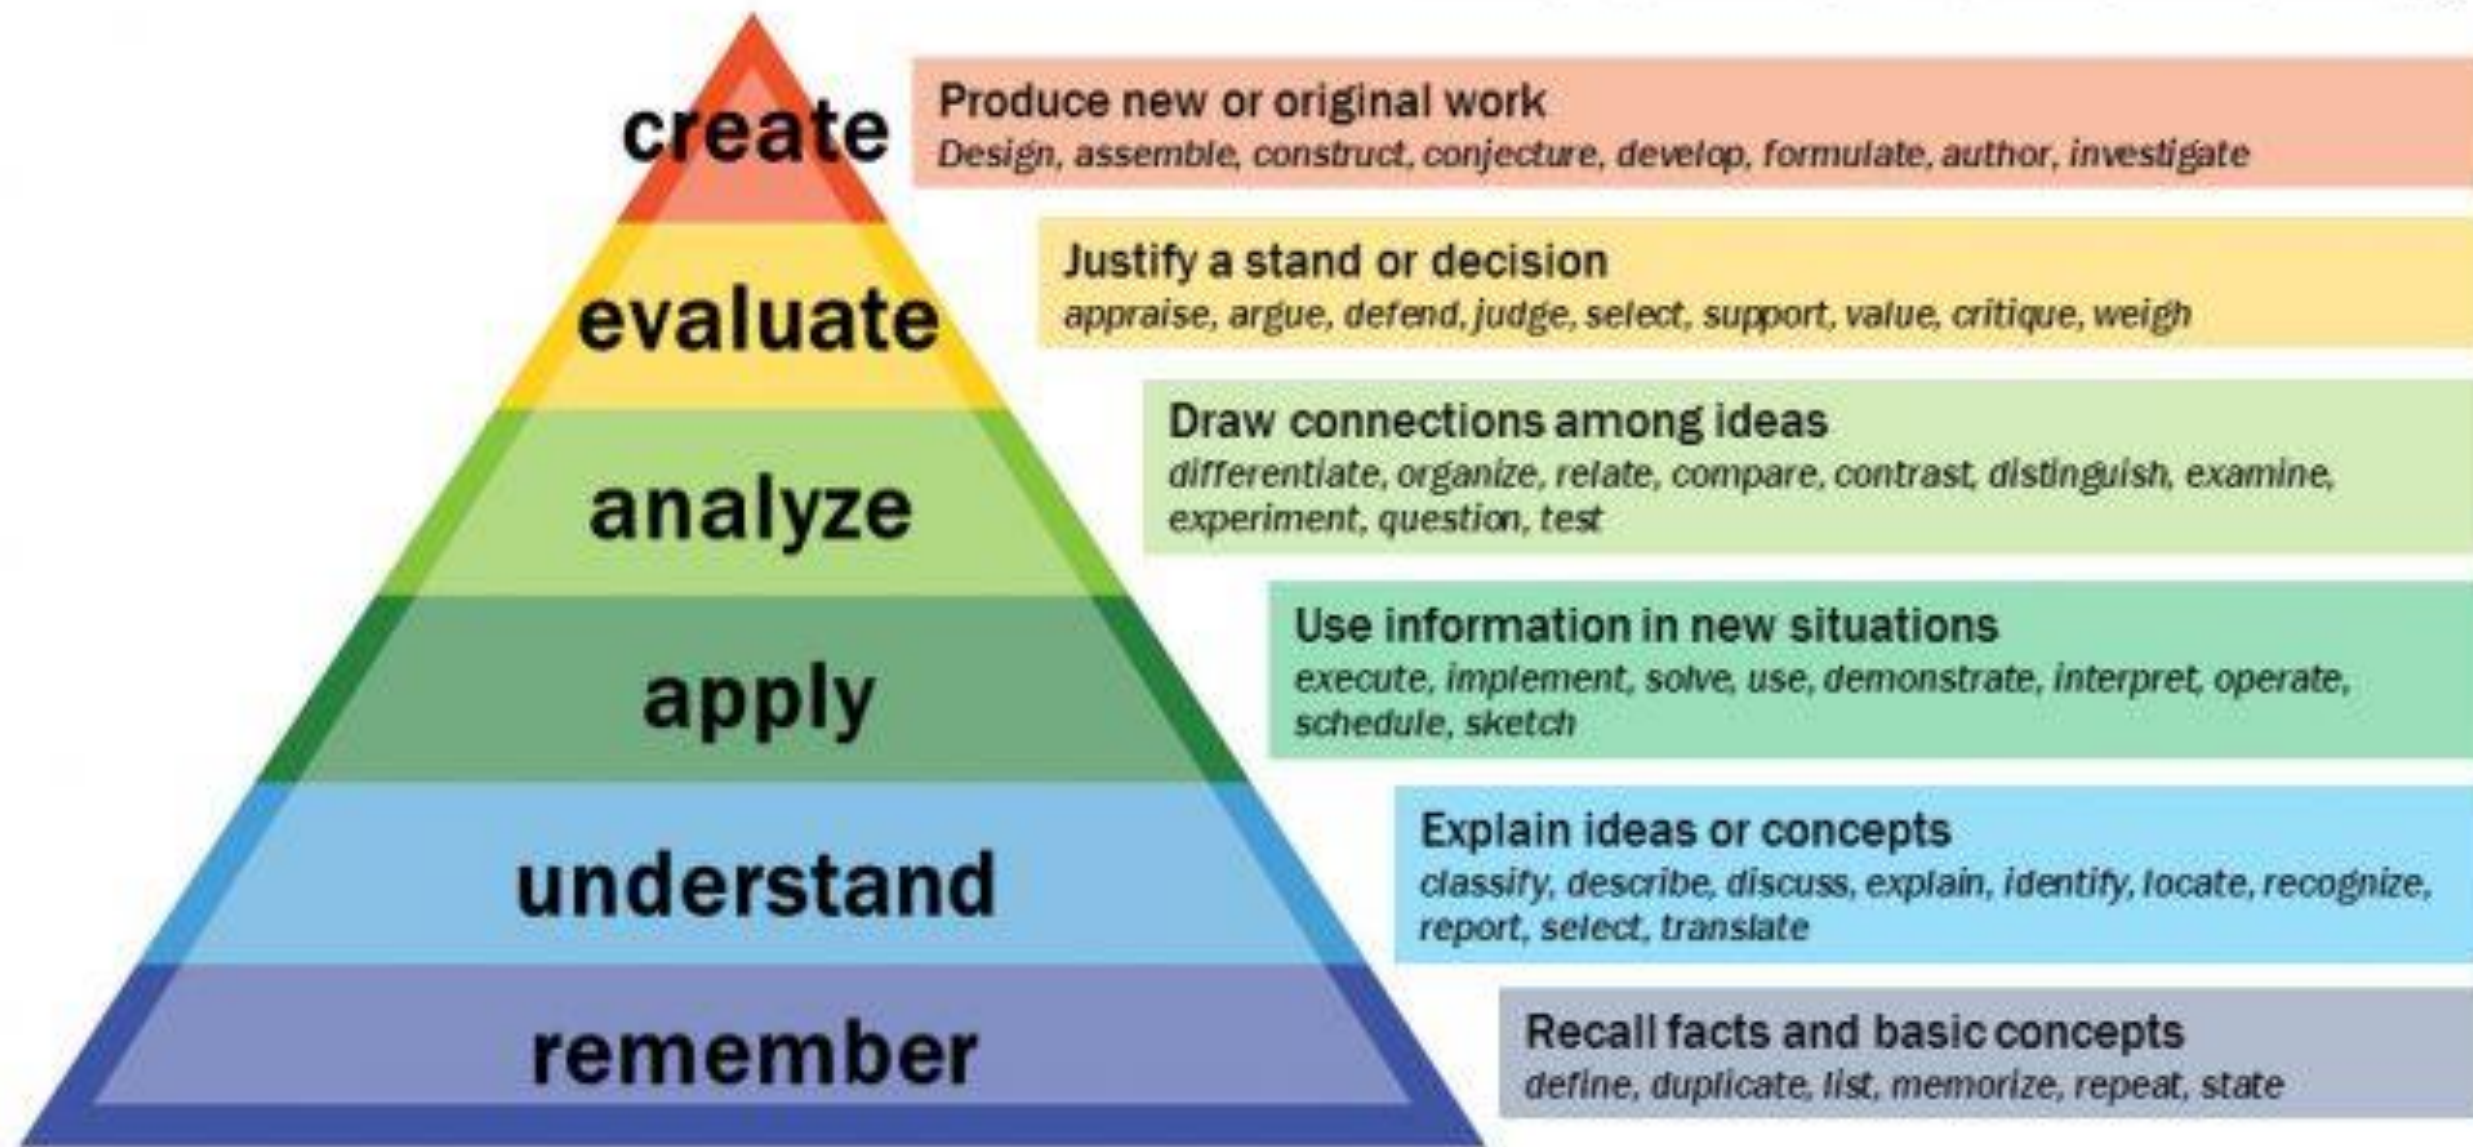 create
Produce new or original work
Design, assemble, construct, conjecture, develop, formulate, author, investigate
evaluate
Justify a stand or decision
appraise, argue, defend, judge, select, support, value, critique, weigh
analyze
Draw connections among ideas
differentiate, organize, relate, compare, contrast, distinguish, examine,
experiment, question, test
apply
Use information in new situations
execute, implement, solve, use, demonstrate, interpret, operate,
schedule, sketch
understand
Explain ideas or concepts
classify, describe, discuss, explain, identify, locate, recognize,
report, select, translate
remember
Recall facts and basic concepts
define, duplicate, list, memorize, repeat, state